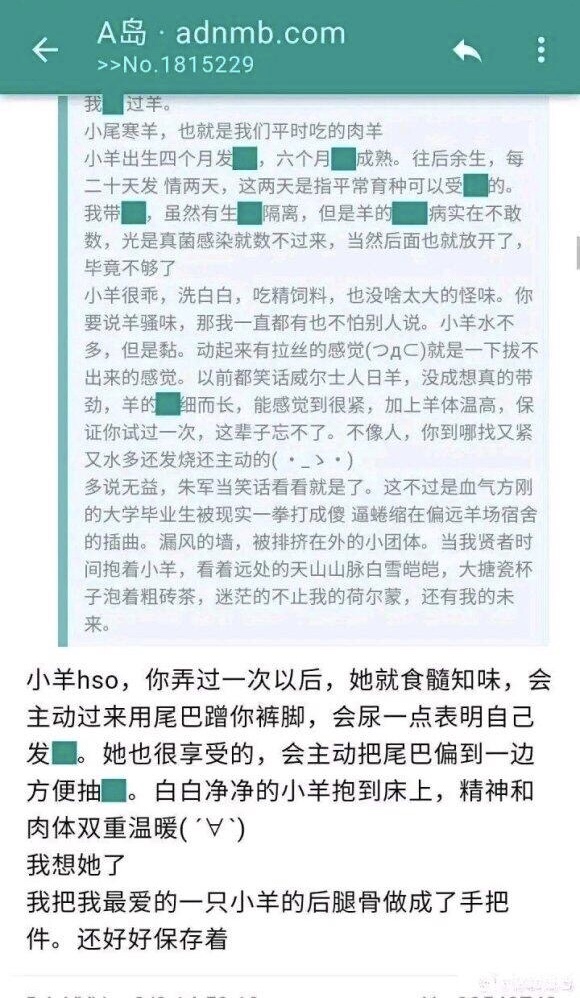 A岛 · adnmb.com
>>No.1815229
我 过羊。
小尾寒羊，也就是我们平时吃的肉羊
小羊出生四个月发 ，六个月 成熟。往后余生，每
二十天发 情两天，这两天是指平常育种可以受 的。
我带 ，虽然有生 隔离，但是羊的 病实在不敢
数，光是真菌感染就数不过来，当然后面也就放开了，
毕竟不够了
小羊很乖，洗白白，吃精饲料，也没啥太大的怪味。你
要说羊骚味，那我一直都有也不怕别人说。小羊水不
多，但是黏。动起来有拉丝的感觉(つд⊂)就是一下拔不
出来的感觉。以前都笑话威尔士人日羊，没成想真的带
劲，羊的 细而长，能感觉到很紧，加上羊体温高，保
证你试过一次，这辈子忘不了。不像人，你到哪找又紧
又水多还发烧还主动的( ・_ゝ・)
多说无益，朱军当笑话看看就是了。这不过是血气方刚
的大学毕业生被现实一拳打成傻 逼蜷缩在偏远羊场宿舍
的插曲。漏风的墙，被排挤在外的小团体。当我贤者时
间抱着小羊，看着远处的天山山脉白雪皑皑，大搪瓷杯
子泡着粗砖茶，迷茫的不止我的荷尔蒙，还有我的未
来。
小羊hso，你弄过一次以后，她就食髓知味，会
主动过来用尾巴蹭你裤脚，会尿一点表明自己
发 。她也很享受的，会主动把尾巴偏到一边
方便抽 。白白净净的小羊抱到床上，精神和
肉体双重温暖( ´∀`)
我想她了
我把我最爱的一只小羊的后腿骨做成了手把
件。还好好保存着